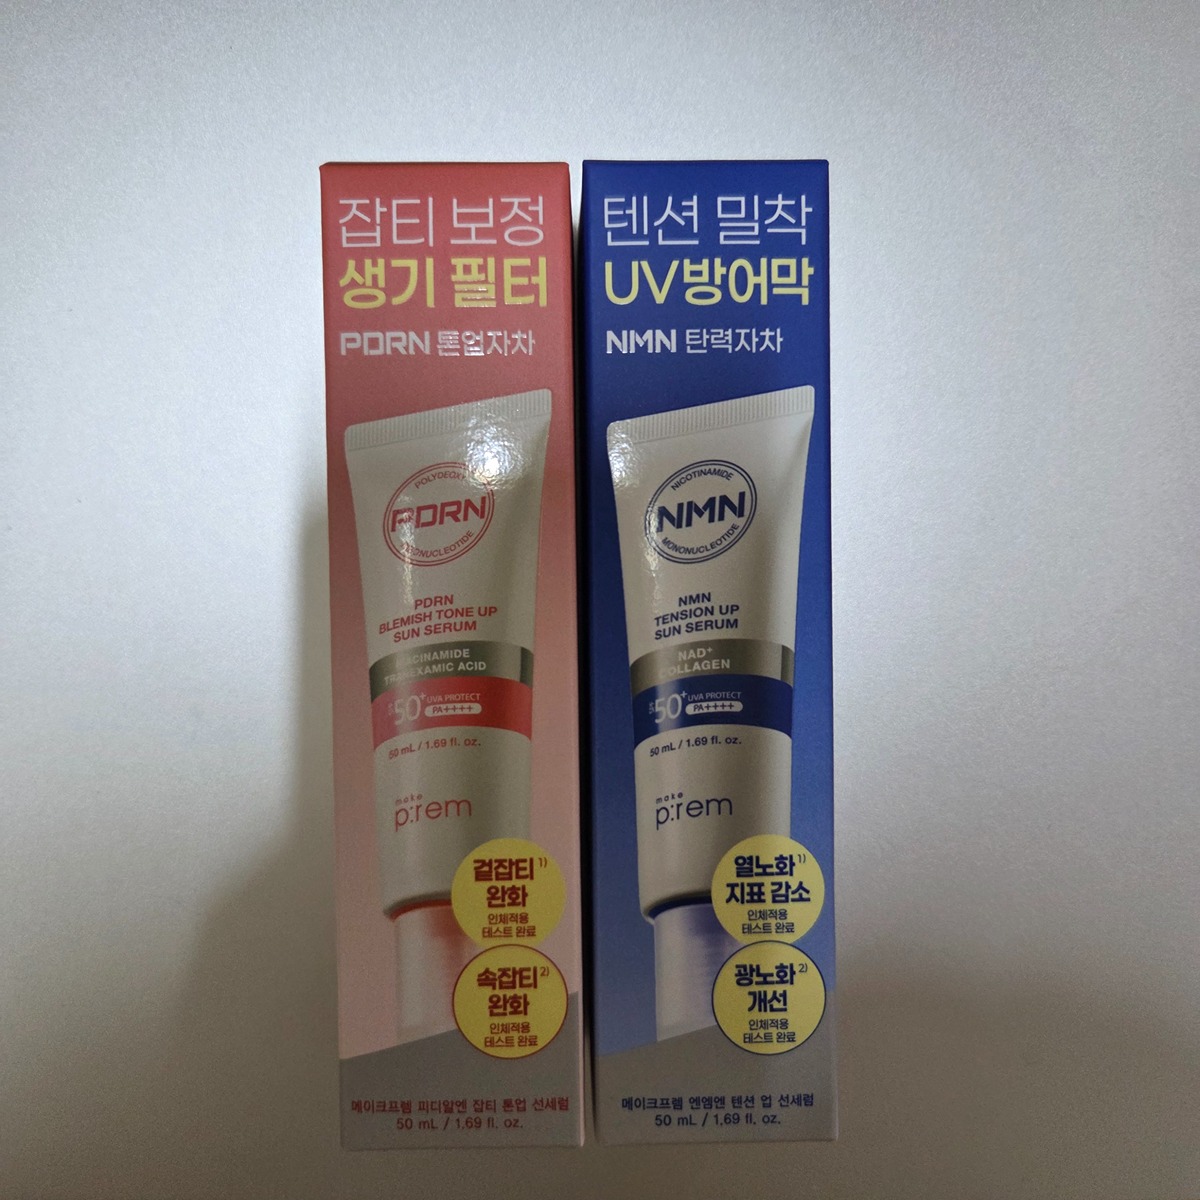 잡티 보정
생기 필터
PDRN 톤업자차
POLYDEOXY
PDRN
PDRN
BLEMISH TONE UP
SUN SERUM
NIACINAMIDE
TRANEXAMIC ACID
50+ UVA PROTECT
PA++++
50 mL / 1.69 fl. oz.
make
p:rem
겉잡티1)
완화
인체적용
테스트 완료
속잡티2)
완화
인체적용
테스트 완료
메이크프렘 피디알엔 잡티 톤업 선세럼
50 mL / 1.69 fl. oz.
텐션 밀착
UV방어막
NMN 탄력자차
NICOTINAMIDE
NMN
MONONUCLEOTIDE
NMN
TENSION UP
SUN SERUM
NAD+
COLLAGEN
50+ UVA PROTECT
PA++++
50 mL / 1.69 fl. oz.
make
p:rem
열노화1)
지표 감소
인체적용
테스트 완료
광노화2)
개선
인체적용
테스트 완료
메이크프렘 엔엠엔 텐션 업 선세럼
50 mL / 1.69 fl. oz.